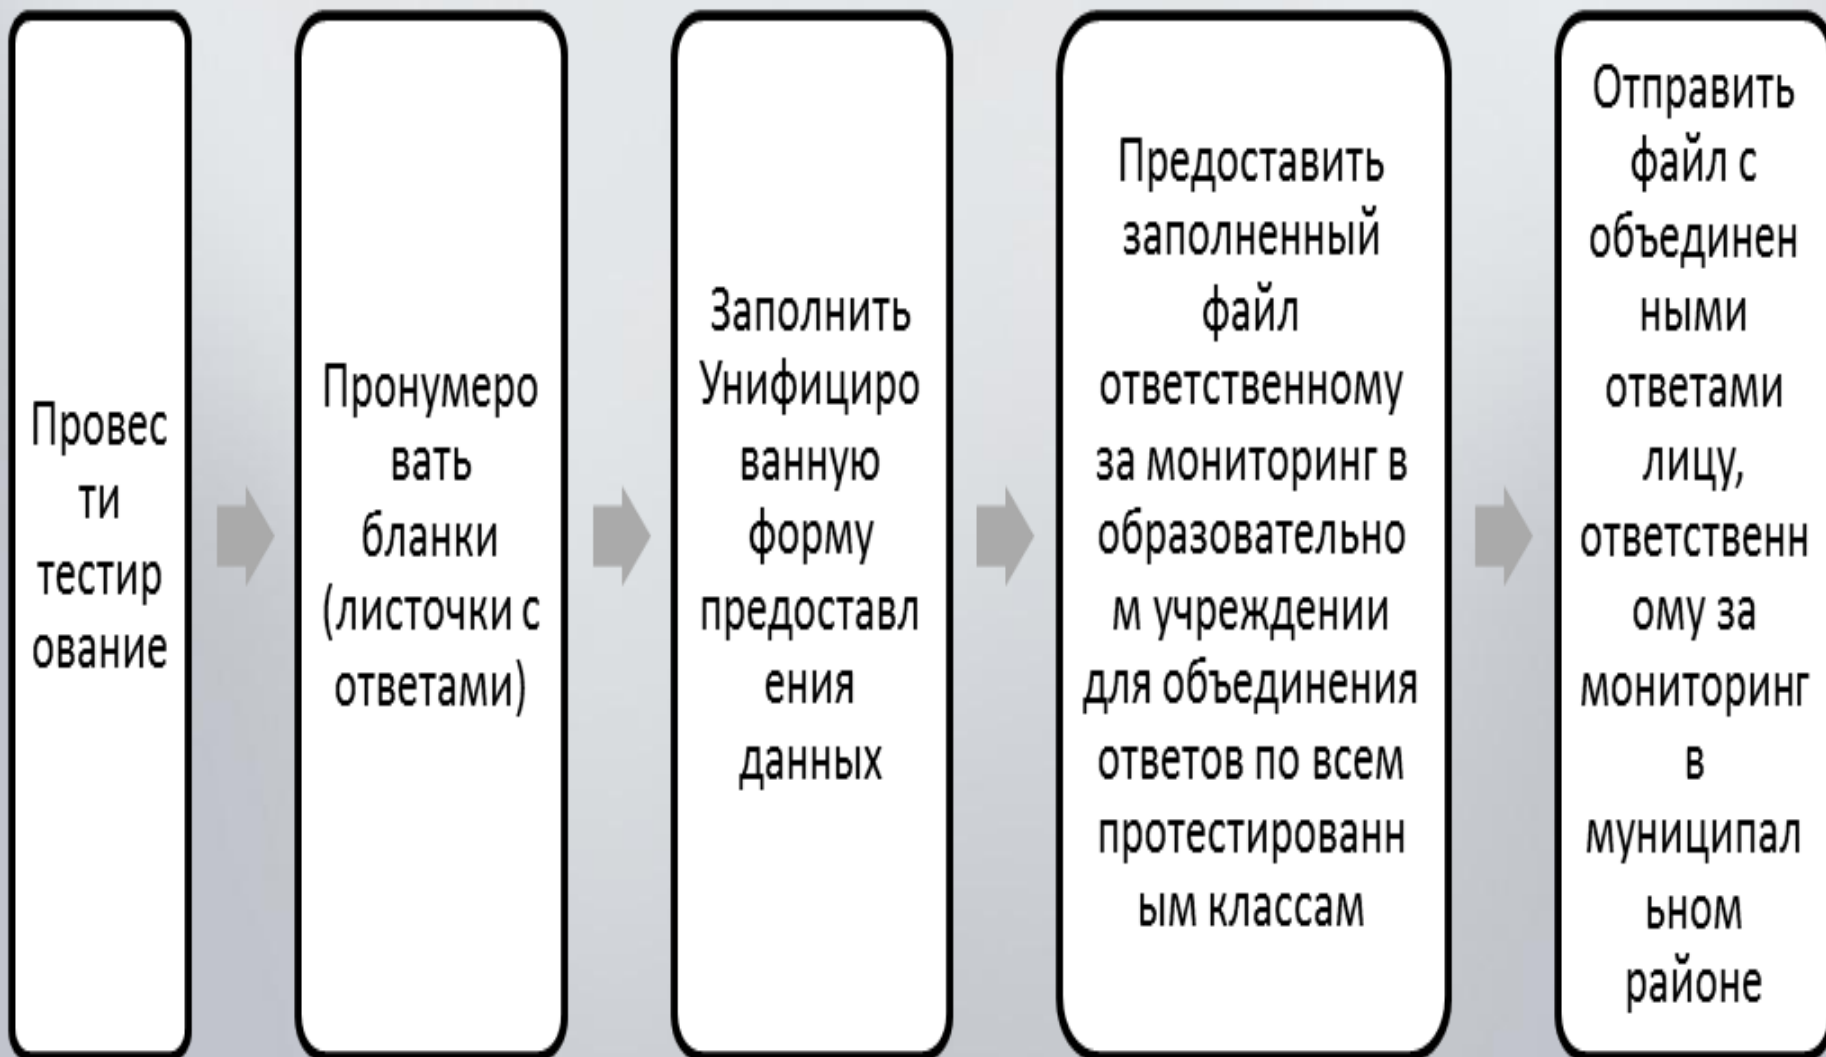 Провес
ти
тестир
ование
Пронумеро
вать
бланки
(листочки с
ответами)
Заполнить
Унифициро
ванную
форму
предоставл
ения
данных
Предоставить
заполненный
файл
ответственному
за мониторинг в
образовательно
м учреждении
для объединения
ответов по всем
протестированн
ым классам
Отправить
файл с
объединен
ными
ответами
лицу,
ответственн
ому за
мониторинг
в
муниципал
ьном
районе